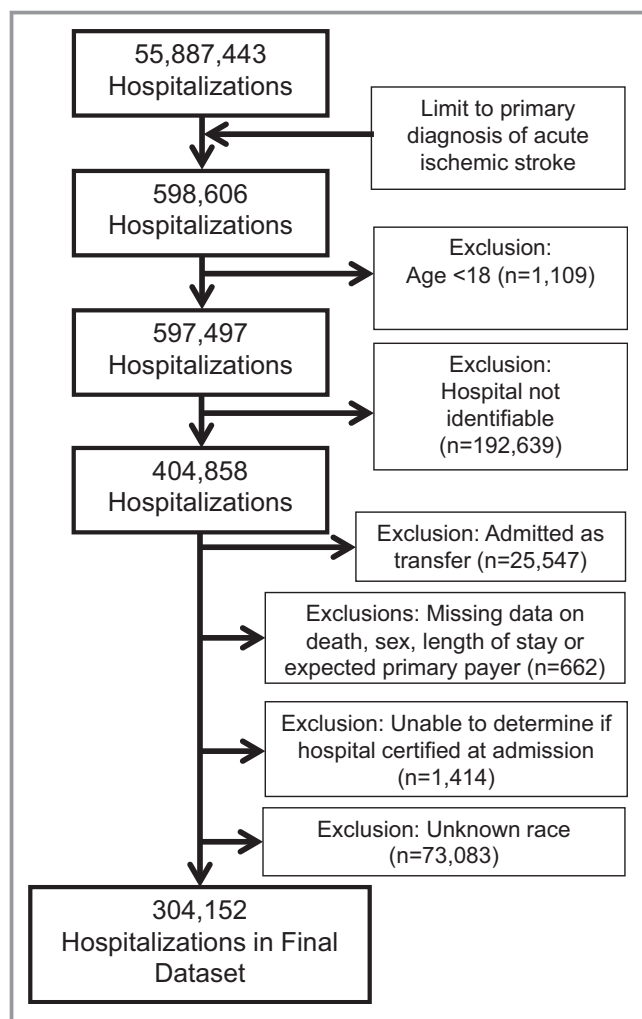 55,887,443
Hospitalizations
Limit to primary
diagnosis of acute
ischemic stroke
598,606
Hospitalizations
Exclusion:
Age <18 (n=1,109)
597,497
Hospitalizations
Exclusion:
Hospital not
identifiable
(n=192,639)
404,858
Hospitalizations
Exclusion: Admitted as
transfer (n=25,547)
Exclusions: Missing data on
death, sex, length of stay or
expected primary payer (n=662)
Exclusion: Unable to determine if
hospital certified at admission
(n=1,414)
Exclusion: Unknown race
(n=73,083)
304,152
Hospitalizations in Final
Dataset